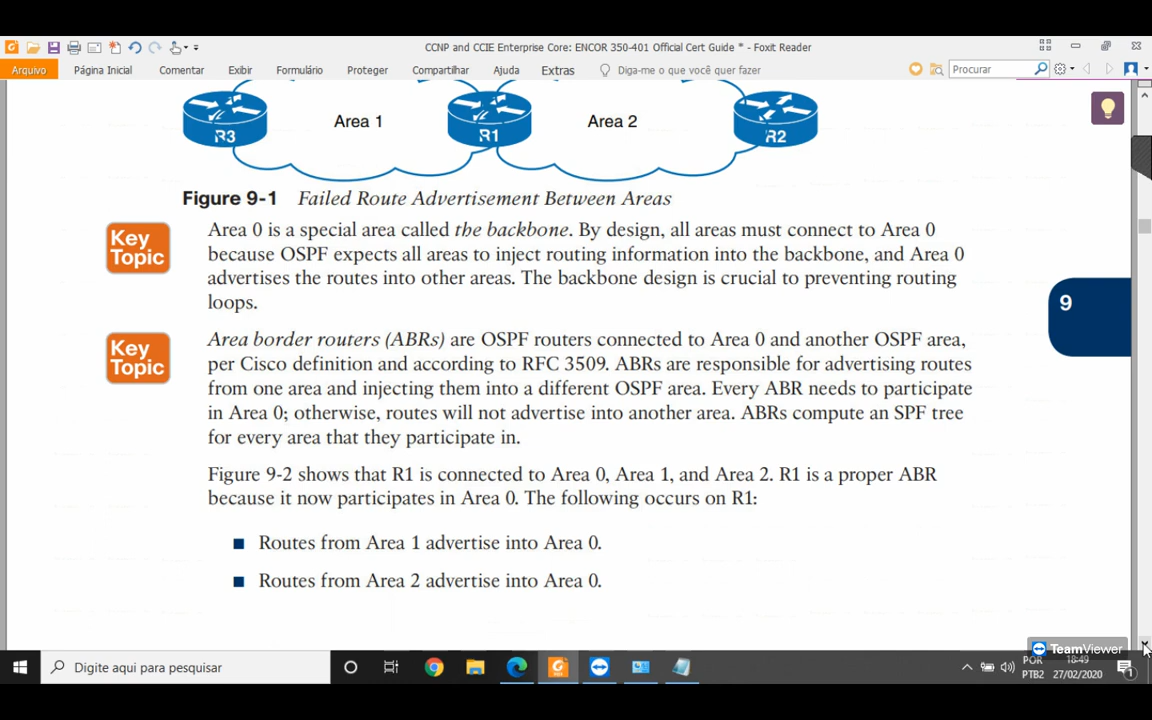 CCNP and CCIE Enterprise Core: ENCOR 350-401 Official Cert Guide * - Foxit Reader
Arquivo Página Inicial Comentar Exibir Formulário Proteger Compartilhar Ajuda Extras Diga-me o que você quer fazer Procurar
R3 Area 1 R1 Area 2 R2
Figure 9-1 Failed Route Advertisement Between Areas
Key Topic
Area 0 is a special area called the backbone. By design, all areas must connect to Area 0
because OSPF expects all areas to inject routing information into the backbone, and Area 0
advertises the routes into other areas. The backbone design is crucial to preventing routing
loops.
9
Key Topic
Area border routers (ABRs) are OSPF routers connected to Area 0 and another OSPF area,
per Cisco definition and according to RFC 3509. ABRs are responsible for advertising routes
from one area and injecting them into a different OSPF area. Every ABR needs to participate
in Area 0; otherwise, routes will not advertise into another area. ABRs compute an SPF tree
for every area that they participate in.
Figure 9-2 shows that R1 is connected to Area 0, Area 1, and Area 2. R1 is a proper ABR
because it now participates in Area 0. The following occurs on R1:
■ Routes from Area 1 advertise into Area 0.
■ Routes from Area 2 advertise into Area 0.
TeamViewer
Digite aqui para pesquisar
POR 18:49
PTB2 27/02/2020 1